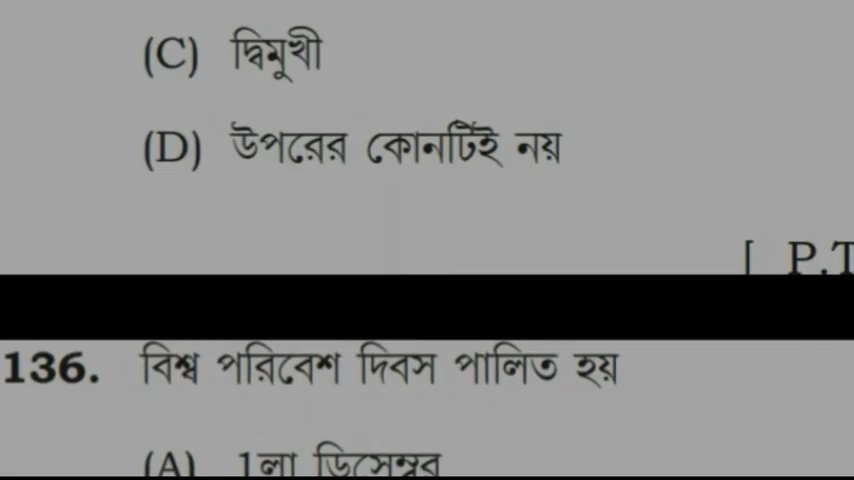 (C) দ্বিমুখী
(D) উপরের কোনটিই নয়
[ P.T
136. বিশ্ব পরিবেশ দিবস পালিত হয়
(A) 1লা ডিসেম্বর